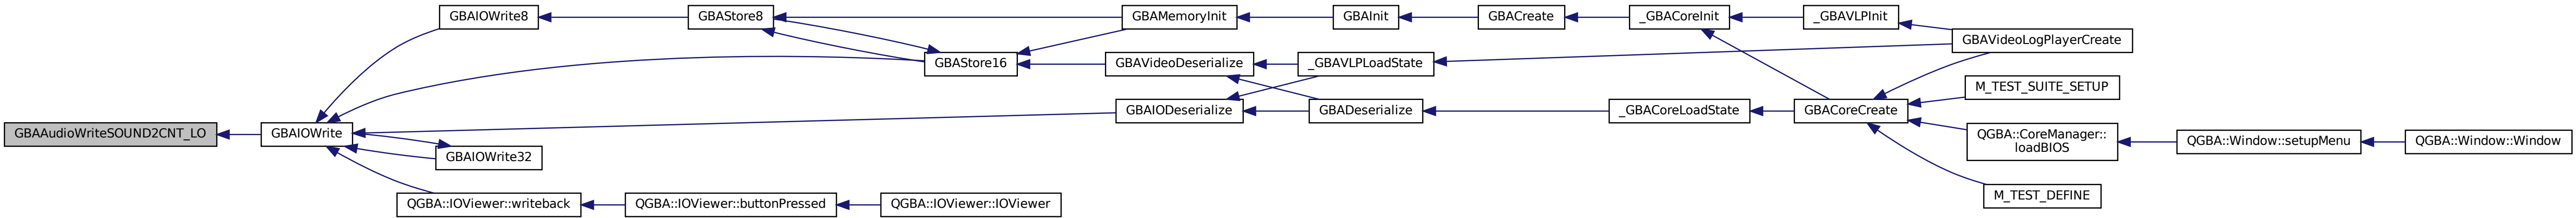 GBAAudioWriteSOUND2CNT_LO
GBAIOWrite
GBAIOWrite8
GBAStore8
GBAStore16
GBAMemoryInit
GBAInit
GBACreate
_GBACoreInit
_GBAVLPInit
GBAVideoLogPlayerCreate
GBAVideoDeserialize
_GBAVLPLoadState
GBAIODeserialize
GBADeserialize
_GBACoreLoadState
GBACoreCreate
M_TEST_SUITE_SETUP
QGBA::CoreManager::
loadBIOS
QGBA::Window::setupMenu
QGBA::Window::Window
M_TEST_DEFINE
GBAIOWrite32
QGBA::IOViewer::writeback
QGBA::IOViewer::buttonPressed
QGBA::IOViewer::IOViewer